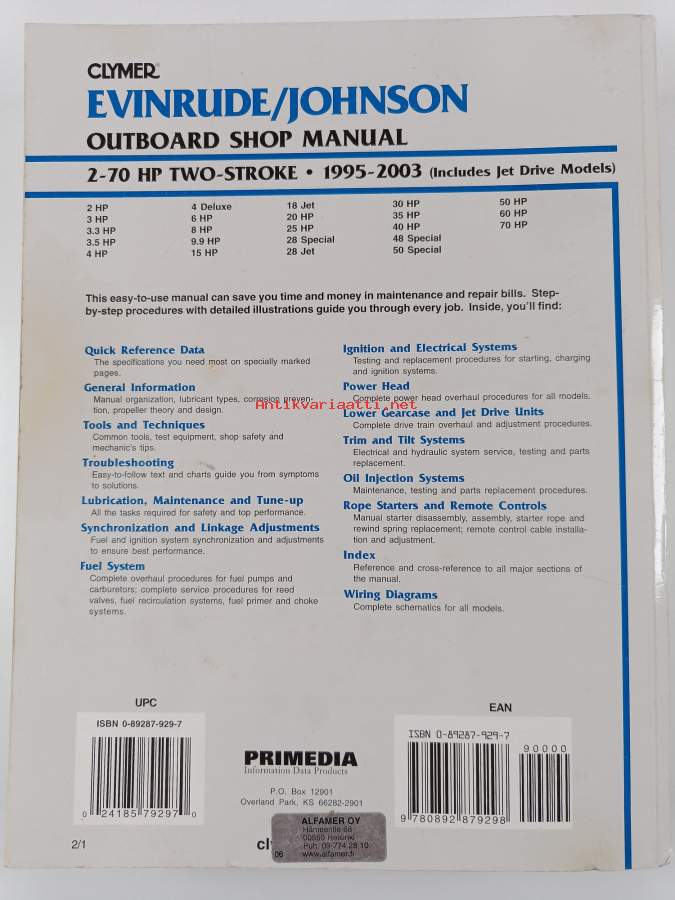 CLYMER®
EVINRUDE/JOHNSON
OUTBOARD SHOP MANUAL
2-70 HP TWO-STROKE • 1995-2003 (Includes Jet Drive Models)
2 HP
3 HP
3.3 HP
3.5 HP
4 HP
4 Deluxe
6 HP
8 HP
9.9 HP
15 HP
18 Jet
20 HP
25 HP
28 Special
28 Jet
30 HP
35 HP
40 HP
48 Special
50 Special
50 HP
60 HP
70 HP
This easy-to-use manual can save you time and money in maintenance and repair bills. Step-
by-step procedures with detailed illustrations guide you through every job. Inside, you'll find:
Quick Reference Data
The specifications you need most on specially marked
pages.
General Information
Manual organization, lubricant types, corrosion preven-
tion, propeller theory and design.
Tools and Techniques
Common tools, test equipment, shop safety and
mechanic's tips.
Troubleshooting
Easy-to-follow text and charts guide you from symptoms
to solutions.
Lubrication, Maintenance and Tune-up
All the tasks required for safety and top performance.
Synchronization and Linkage Adjustments
Fuel and ignition system synchronization and adjustments
to ensure best performance.
Fuel System
Complete overhaul procedures for fuel pumps and
carburetors; complete service procedures for reed
valves, fuel recirculation systems, fuel primer and choke
systems.
Ignition and Electrical Systems
Testing and replacement procedures for starting, charging
and ignition systems.
Power Head
Complete power head overhaul procedures for all models.
Lower Gearcase and Jet Drive Units
Complete drive train overhaul and adjustment procedures.
Trim and Tilt Systems
Electrical and hydraulic system service, testing and parts
replacement.
Oil Injection Systems
Maintenance, testing and parts replacement procedures.
Rope Starters and Remote Controls
Manual starter disassembly, assembly, starter rope and
rewind spring replacement; remote control cable installa-
tion and adjustment.
Index
Reference and cross-reference to all major sections of
the manual.
Wiring Diagrams
Complete schematics for all models.
Antikvariaatti.net
UPC
ISBN 0-89287-929-7
0 24185 79297 0
PRIMEDIA
Information Data Products
P.O. Box 12901
Overland Park, KS 66282-2901
EAN
ISBN 0-89287-929-7
90000
9 780892 879298
ALFAMER OY
Hämeentie 68
00550 Helsinki
Puh. 09-774 28 10
06 www.alfamer.fi
cl
2/1